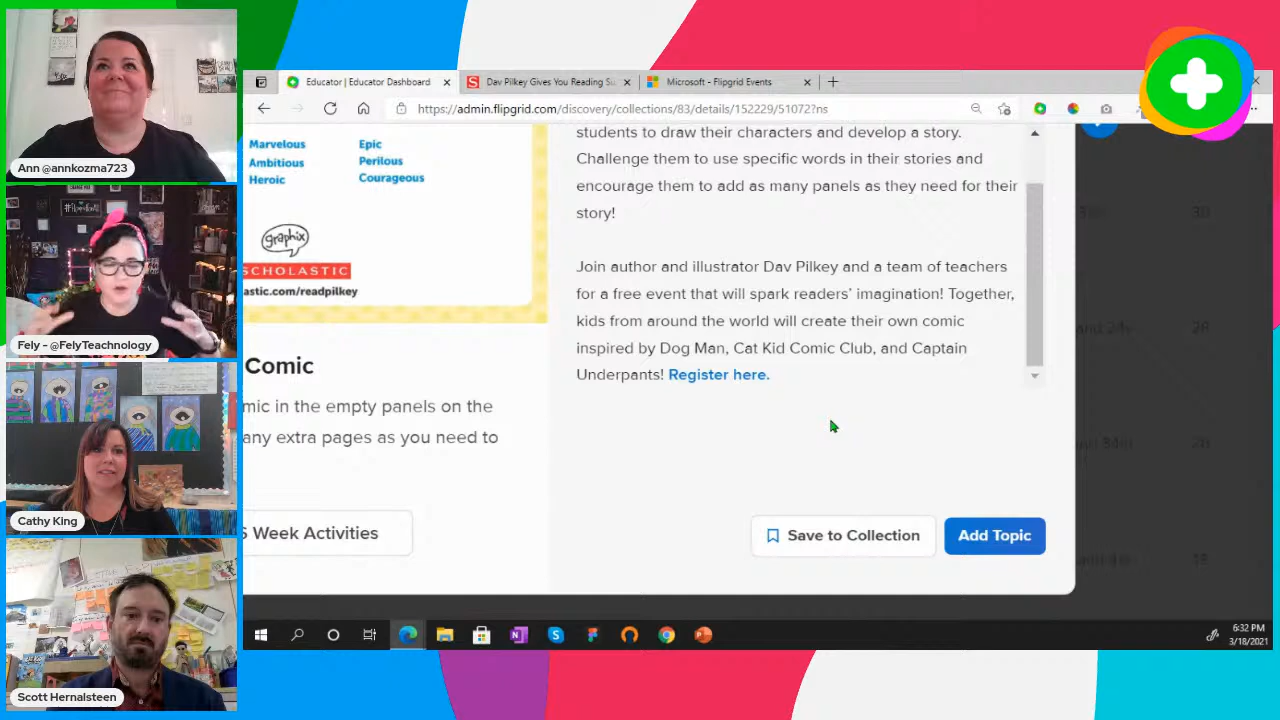 Ann @annkozma723
Fely - @FelyTeachnology
Cathy King
Scott Hernalsteen
Educator | Educator Dashboard
Dav Pilkey Gives You Reading Su
Microsoft - Flipgrid Events
https://admin.flipgrid.com/discovery/collections/83/details/152229/51072?ns
Marvelous
Ambitious
Heroic
Epic
Perilous
Courageous
graphix
SCHOLASTIC
astic.com/readpilkey
Comic
mic in the empty panels on the
any extra pages as you need to
Week Activities
students to draw their characters and develop a story.
Challenge them to use specific words in their stories and
encourage them to add as many panels as they need for their
story!
Join author and illustrator Dav Pilkey and a team of teachers
for a free event that will spark readers' imagination! Together,
kids from around the world will create their own comic
inspired by Dog Man, Cat Kid Comic Club, and Captain
Underpants! Register here.
Save to Collection
Add Topic
6:32 PM
3/18/2021